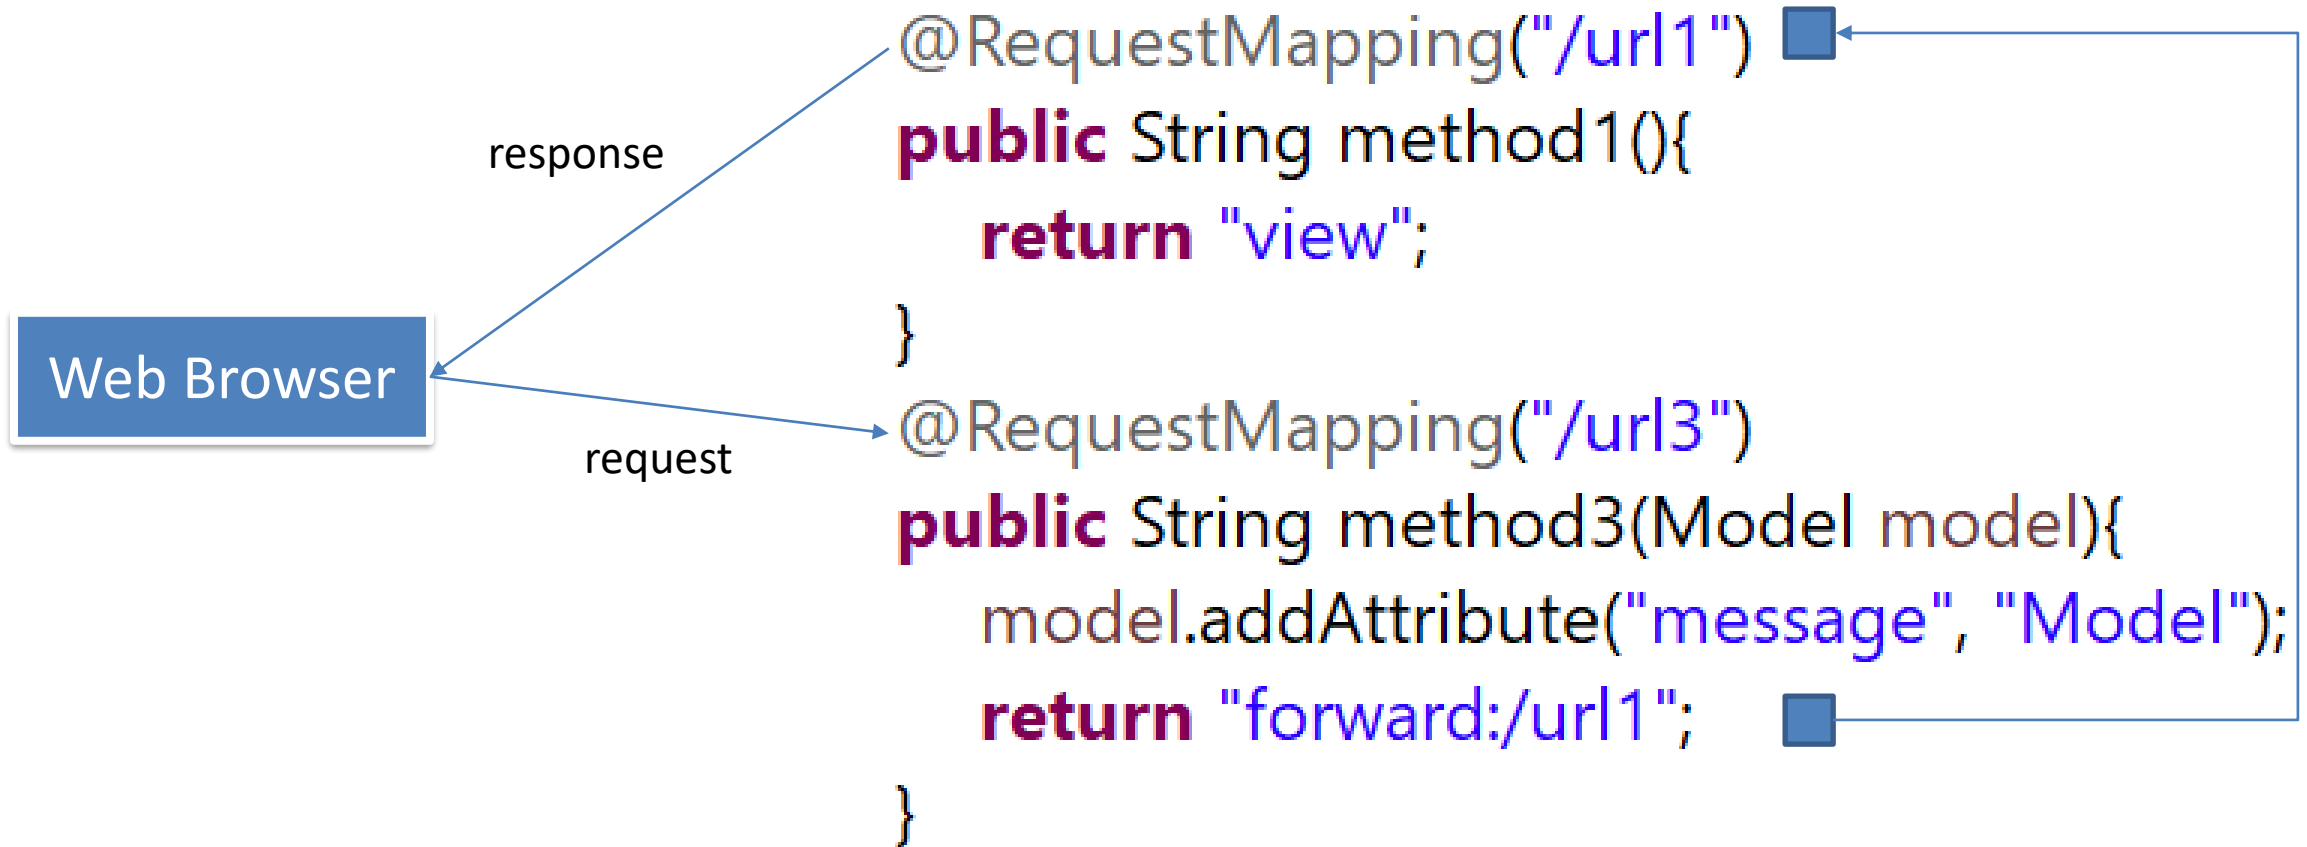 @RequestMapping("/url1")
public String method1(){
return "view";
}
@RequestMapping("/url3")
public String method3(Model model){
model.addAttribute("message", "Model");
return "forward:/url1";
}
response
Web Browser
request